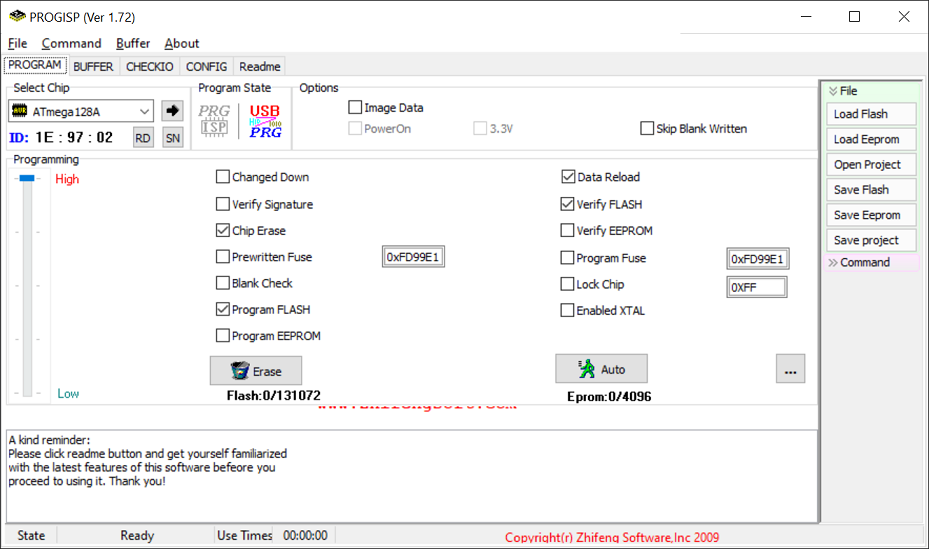 PROGISP (Ver 1.72)
File Command Buffer About
PROGRAM BUFFER CHECKIO CONFIG Readme
Select Chip
ATmega128A
ID: 1E : 97 : 02 RD SN
Program State
PRG ISP
USB PRG
Options
Image Data
PowerOn 3.3V Skip Blank Written
Programming
High
Low
Changed Down
Verify Signature
Chip Erase
Prewritten Fuse 0xFD99E1
Blank Check
Program FLASH
Program EEPROM
Erase
Flash:0/131072
Data Reload
Verify FLASH
Verify EEPROM
Program Fuse 0xFD99E1
Lock Chip 0XFF
Enabled XTAL
Auto
...
Eprom:0/4096
File
Load Flash
Load Eeprom
Open Project
Save Flash
Save Eeprom
Save project
Command
A kind reminder:
Please click readme button and get yourself familiarized
with the latest features of this software befeore you
proceed to using it. Thank you!
State Ready Use Times 00:00:00 Copyright(r) Zhifeng Software,Inc 2009